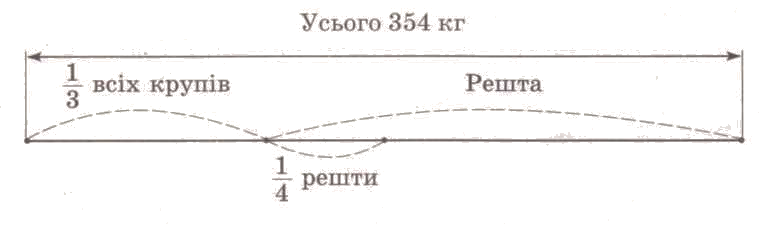 Усього 354 кг
1/3 всіх крупів
Решта
1/4 решти